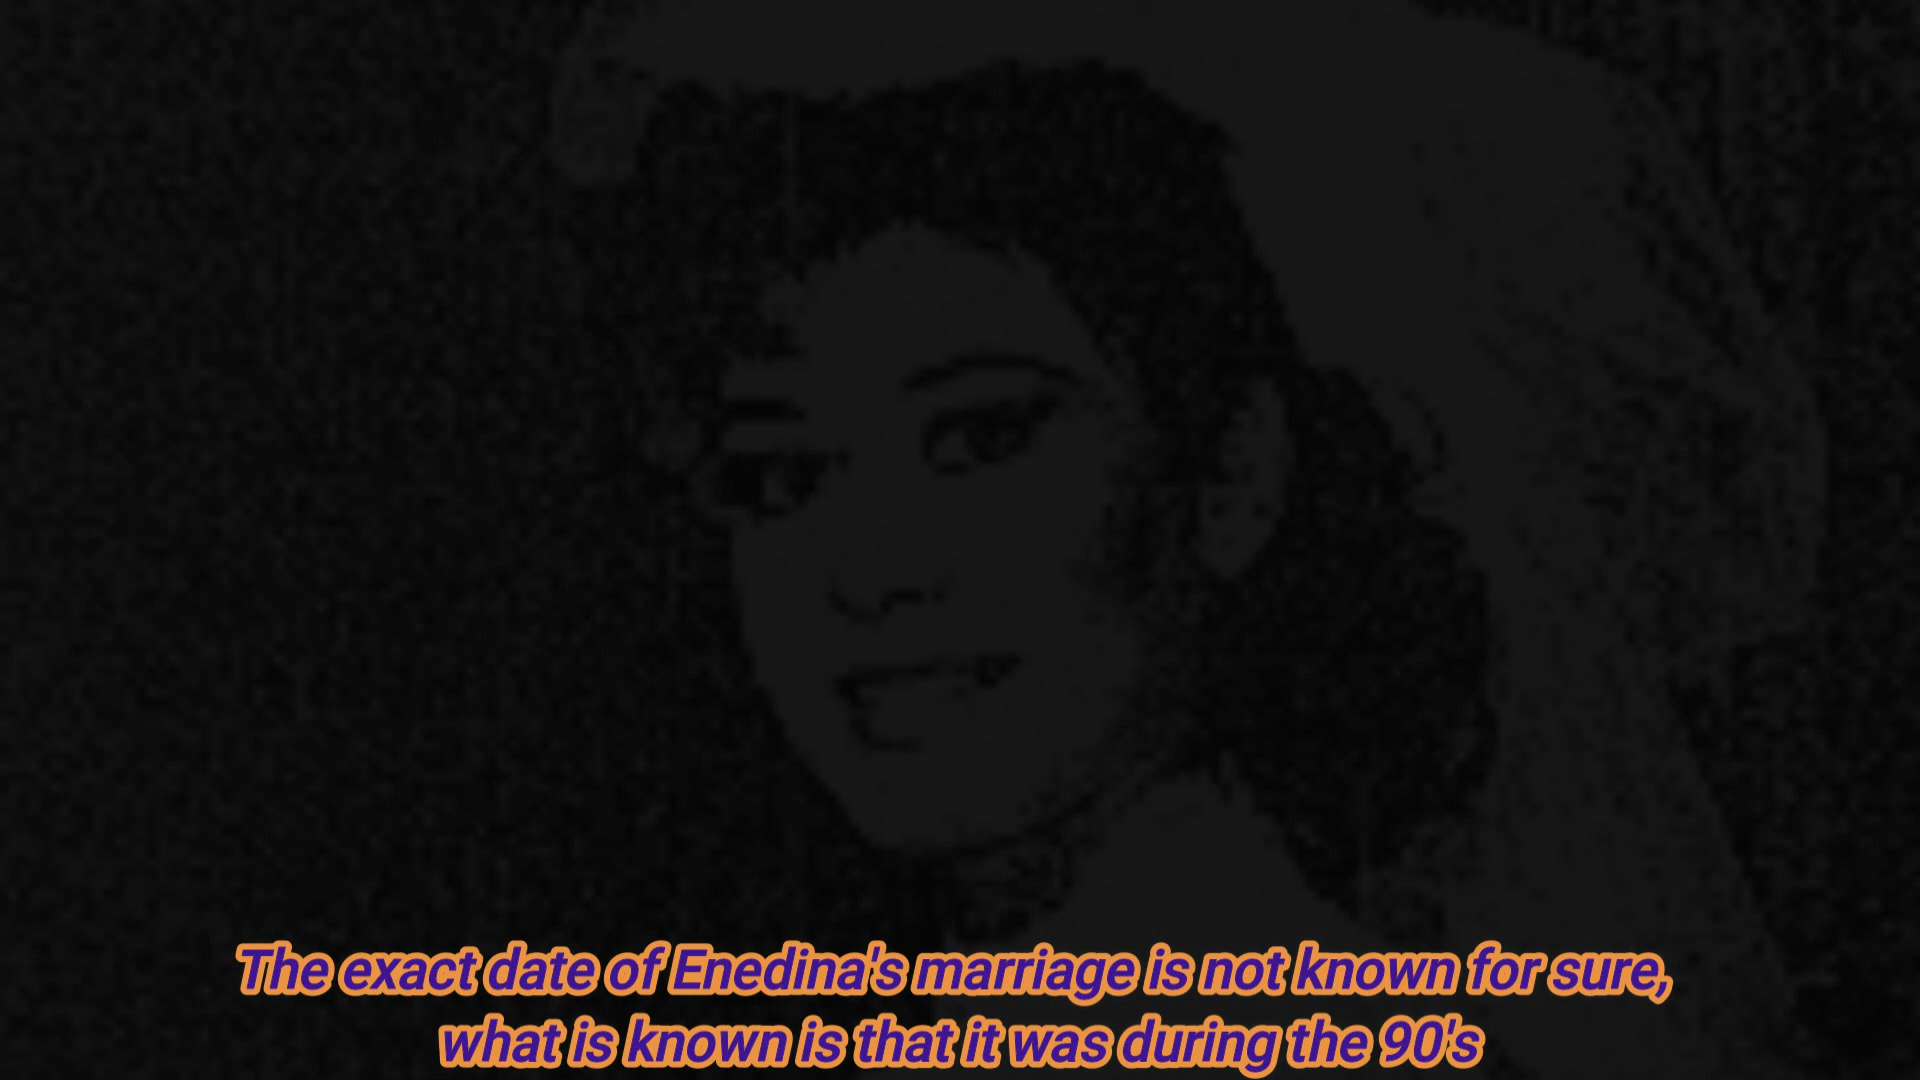 The exact date of Enedina's marriage is not known for sure,
what is known is that it was during the 90's